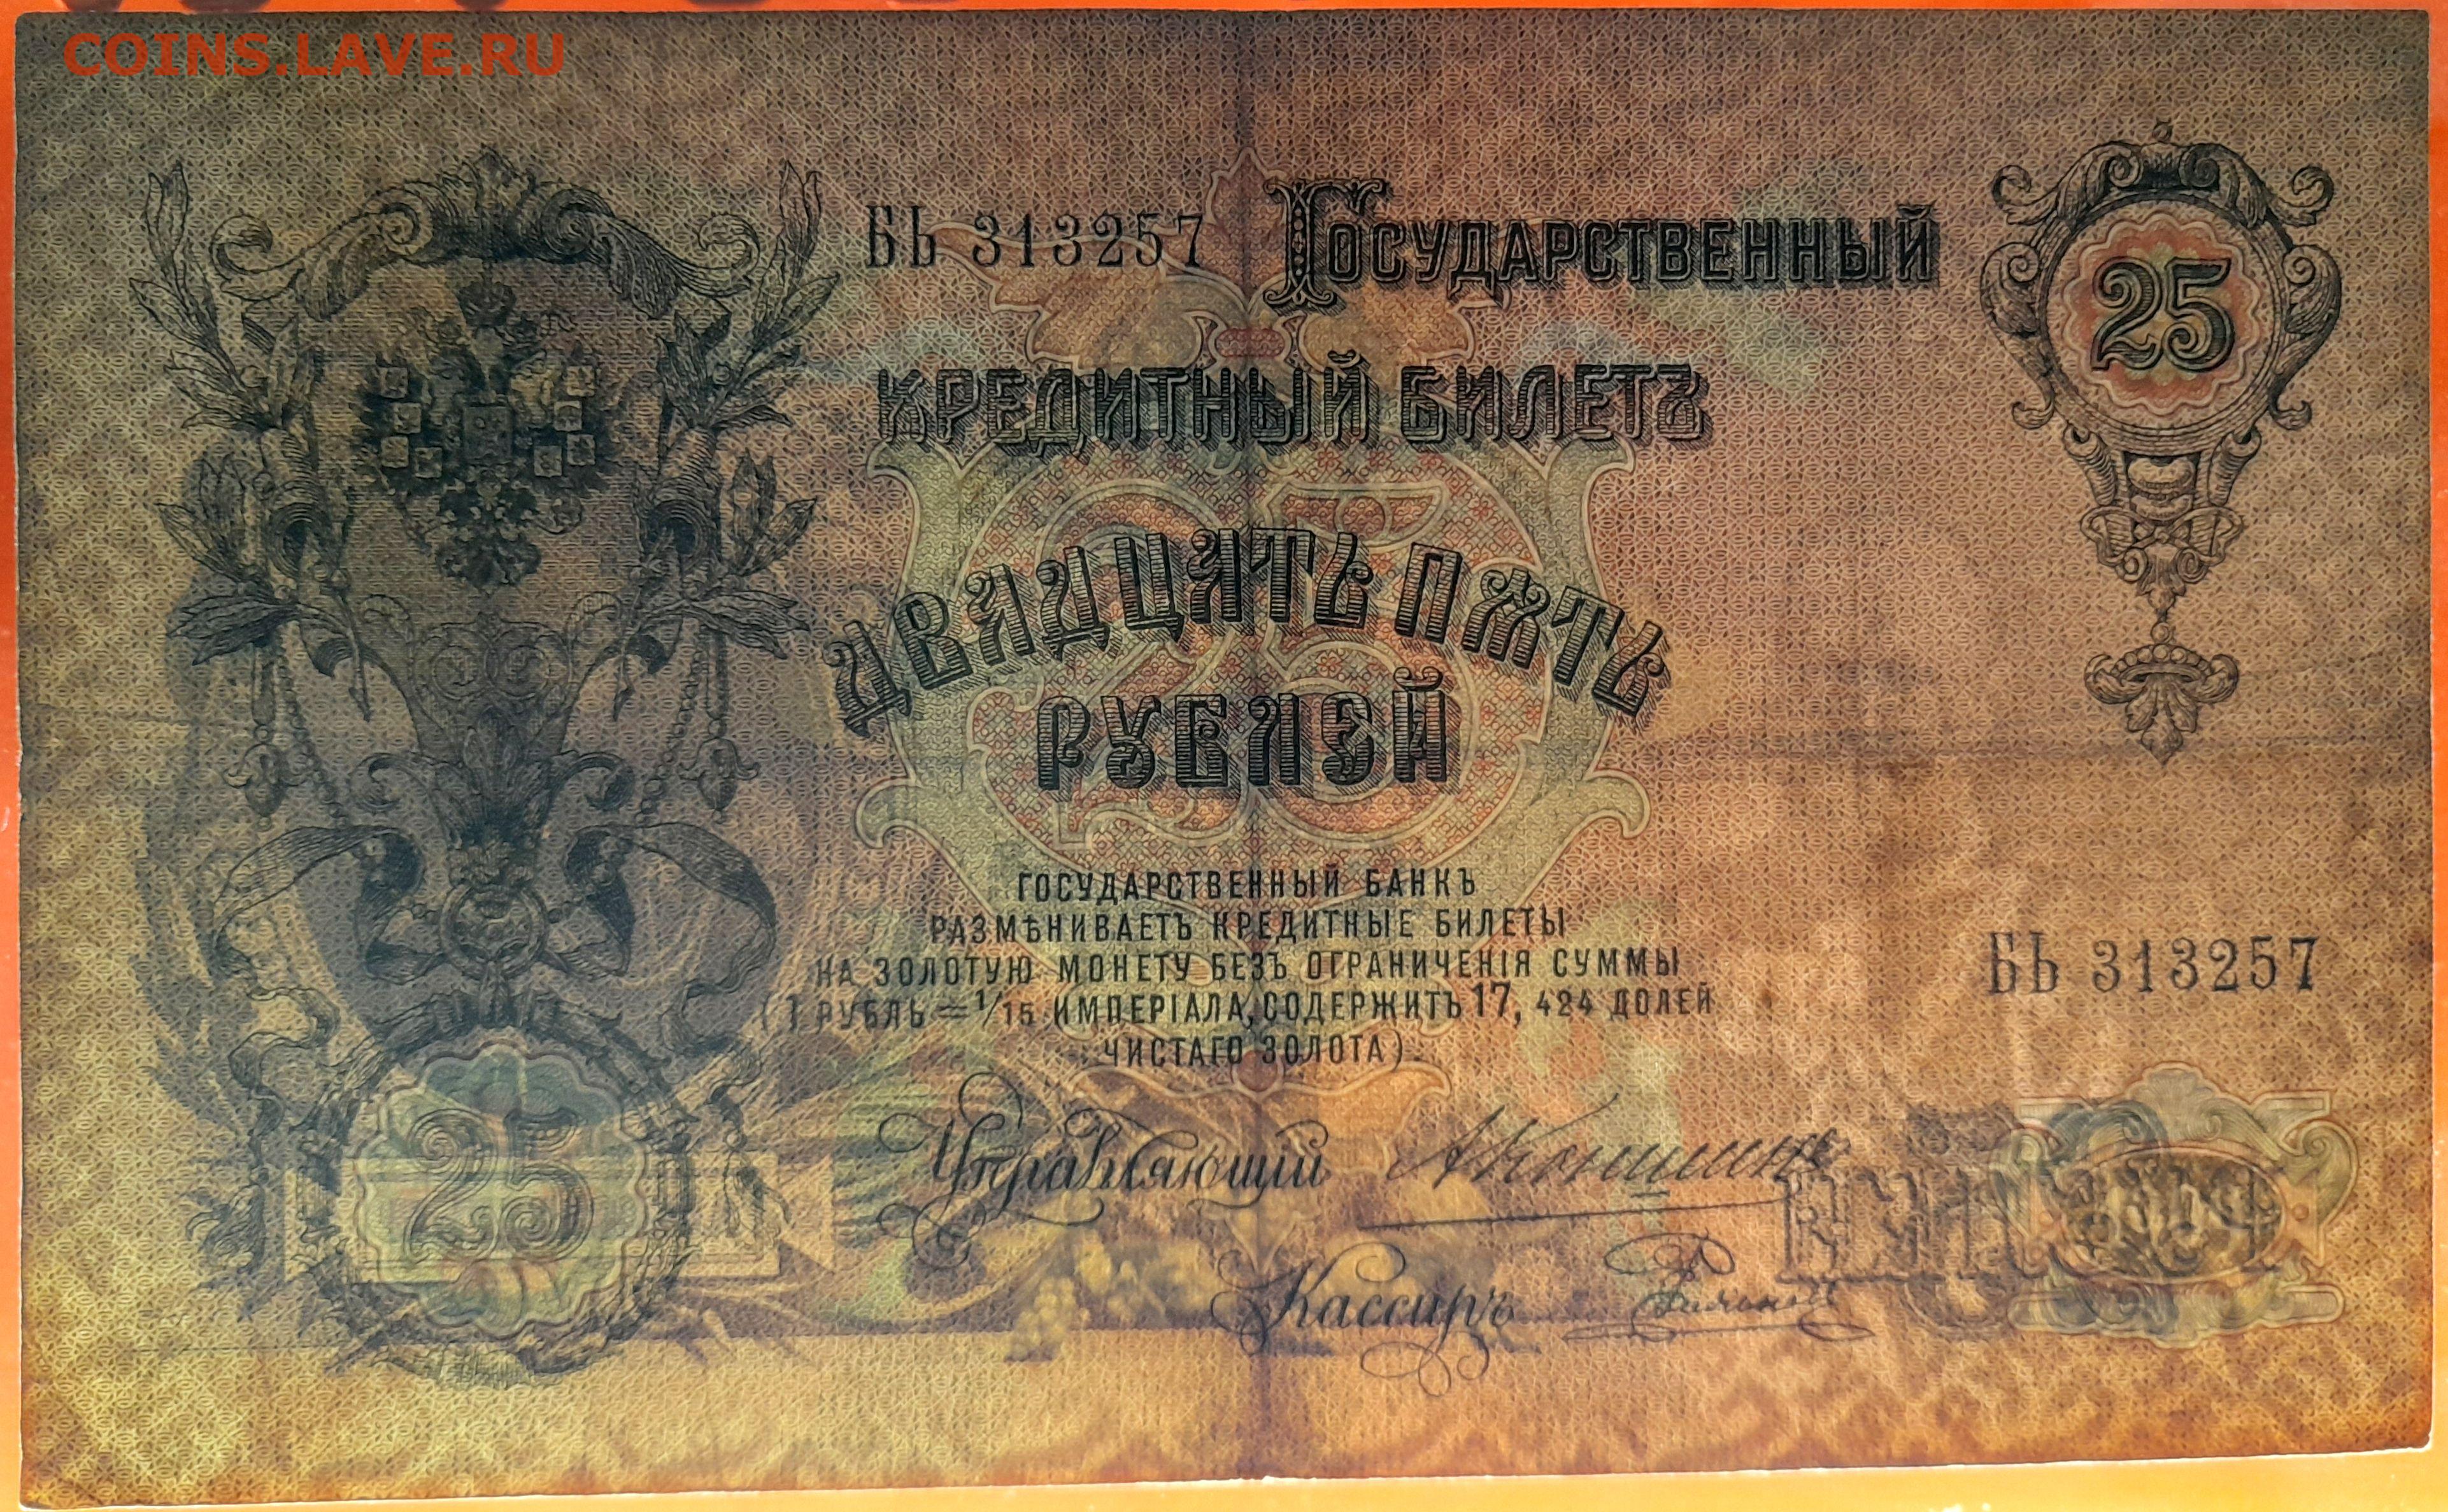 COINS.LAVE.RU
БЬ 313257
ГОСУДАРСТВЕННЫЙ
25
КРЕДИТНЫЙ БИЛЕТЪ
ДВАДЦАТЬ ПЯТЬ
РУБЛЕЙ
ГОСУДАРСТВЕННЫЙ БАНКЪ
РАЗМѢНИВАЕТЪ КРЕДИТНЫЕ БИЛЕТЫ
НА ЗОЛОТУЮ МОНЕТУ БЕЗЪ ОГРАНИЧЕНІЯ СУММЫ
(1 РУБЛЬ = 1/15 ИМПЕРІАЛА, СОДЕРЖИТЪ 17, 424 ДОЛЕЙ
ЧИСТАГО ЗОЛОТА).
БЬ 313257
25
Управляющій
А Коншинъ
Кассиръ